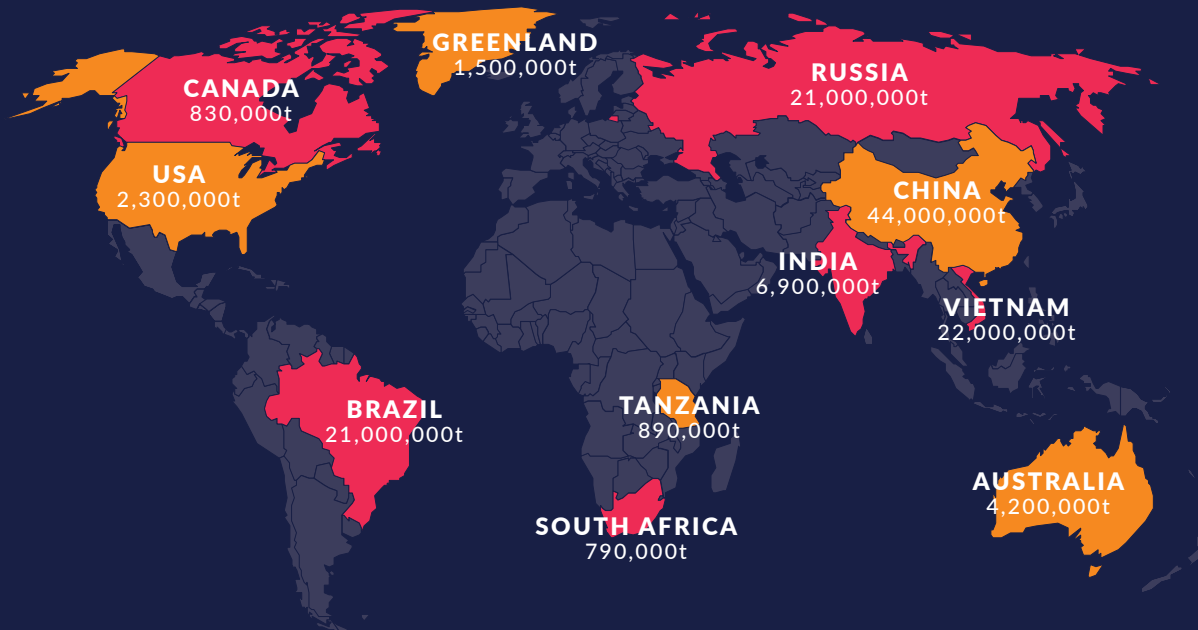 GREENLAND
1,500,000t
CANADA
830,000t
RUSSIA
21,000,000t
USA
2,300,000t
CHINA
44,000,000t
INDIA
6,900,000t
VIETNAM
22,000,000t
BRAZIL
21,000,000t
TANZANIA
890,000t
AUSTRALIA
4,200,000t
SOUTH AFRICA
790,000t